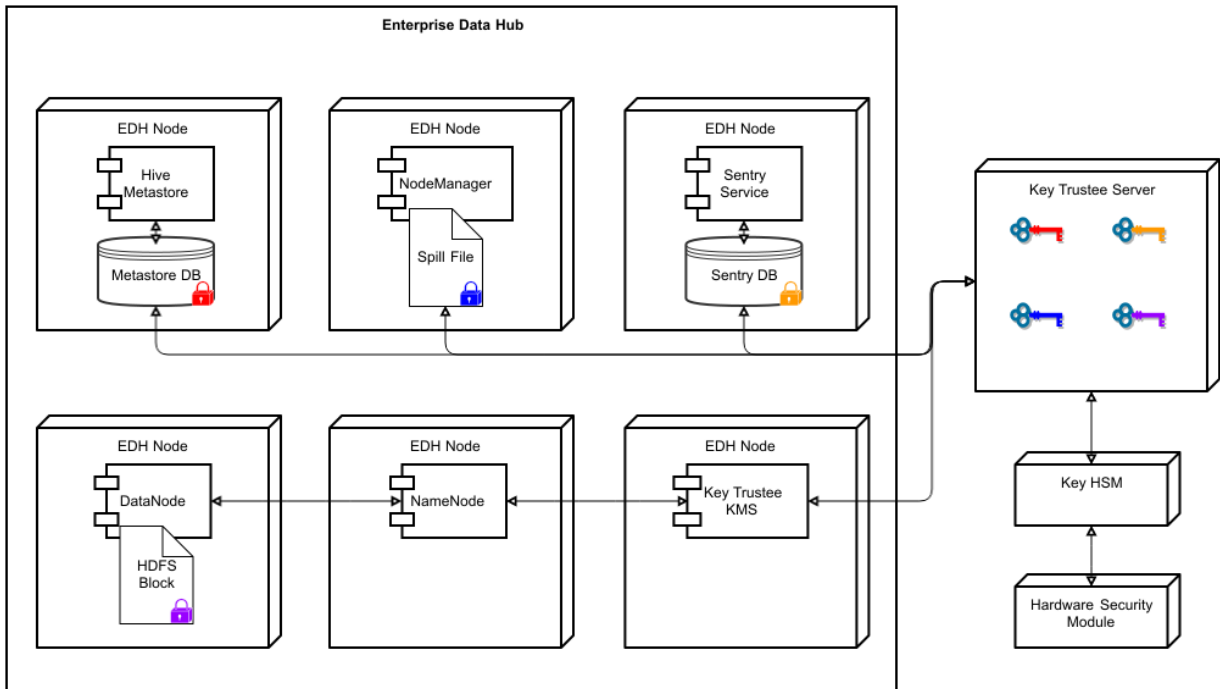 Enterprise Data Hub
EDH Node
Hive
Metastore
Metastore DB
EDH Node
NodeManager
Spill File
EDH Node
Sentry
Service
Sentry DB
Key Trustee Server
EDH Node
DataNode
HDFS
Block
EDH Node
NameNode
EDH Node
Key Trustee
KMS
Key HSM
Hardware Security
Module